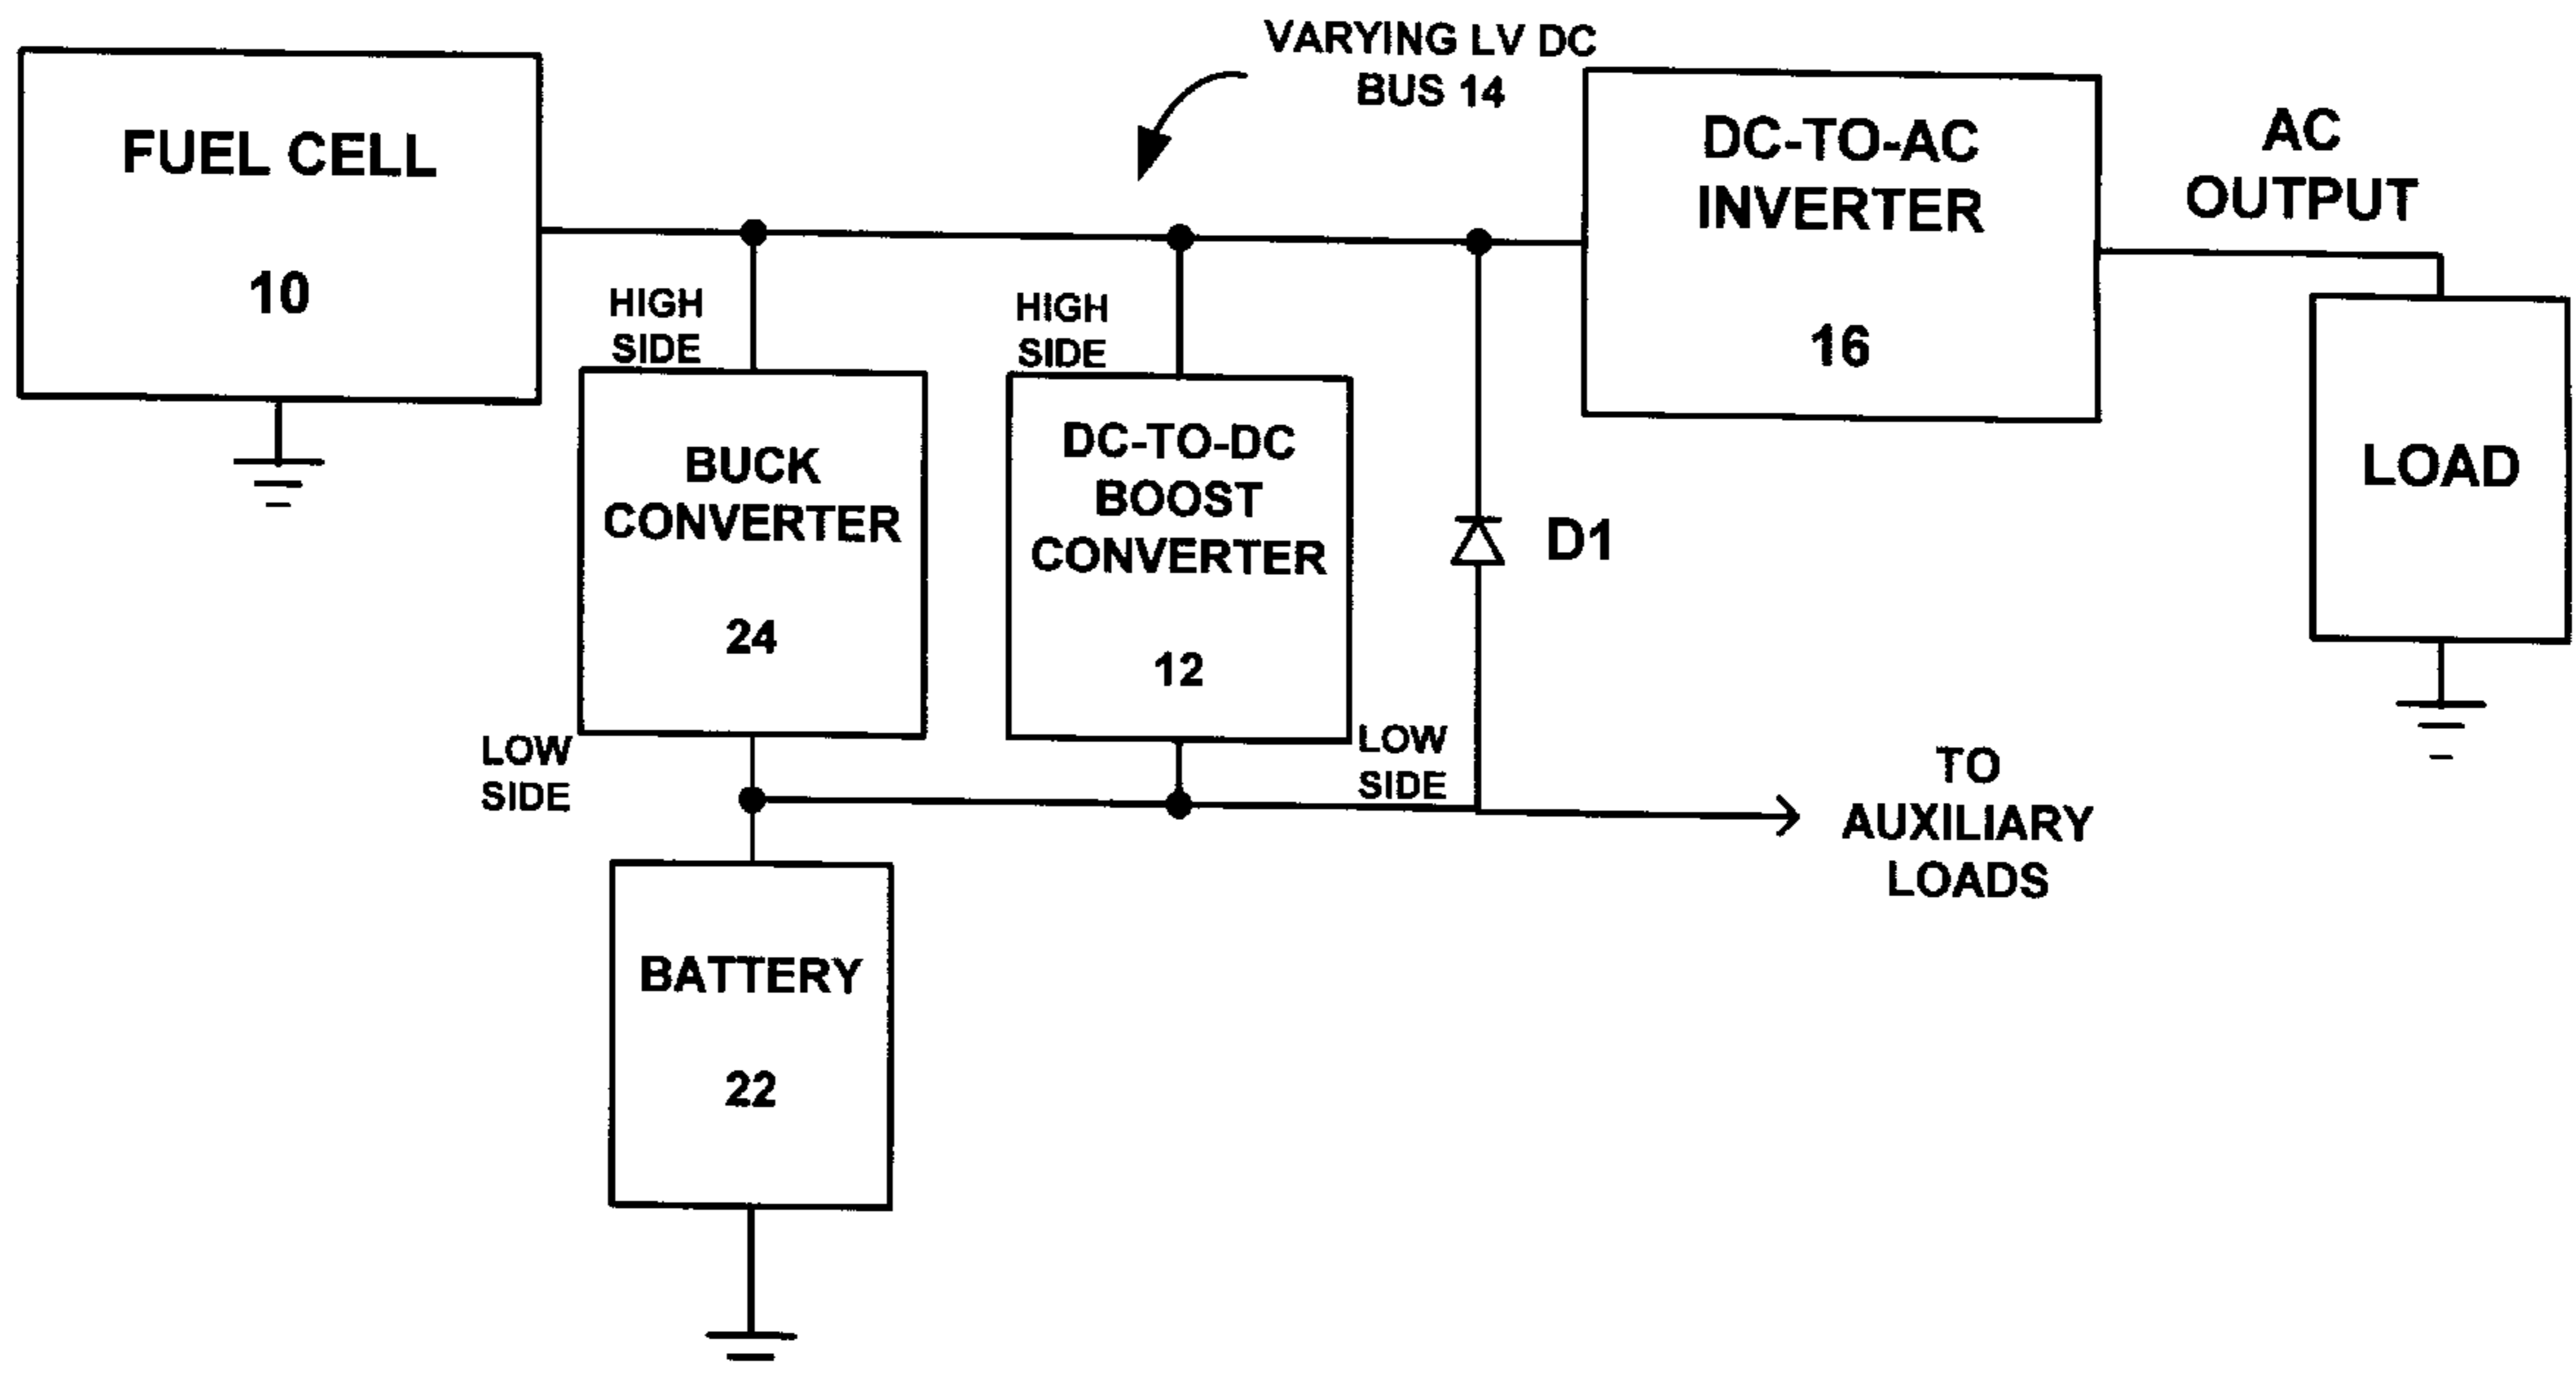 VARYING LV DC
BUS 14
FUEL CELL
10
DC-TO-AC
INVERTER
16
AC
OUTPUT
HIGH
SIDE
HIGH
SIDE
BUCK
CONVERTER
24
DC-TO-DC
BOOST
CONVERTER
12
D1
LOAD
LOW
SIDE
LOW
SIDE
TO
AUXILIARY
LOADS
BATTERY
22